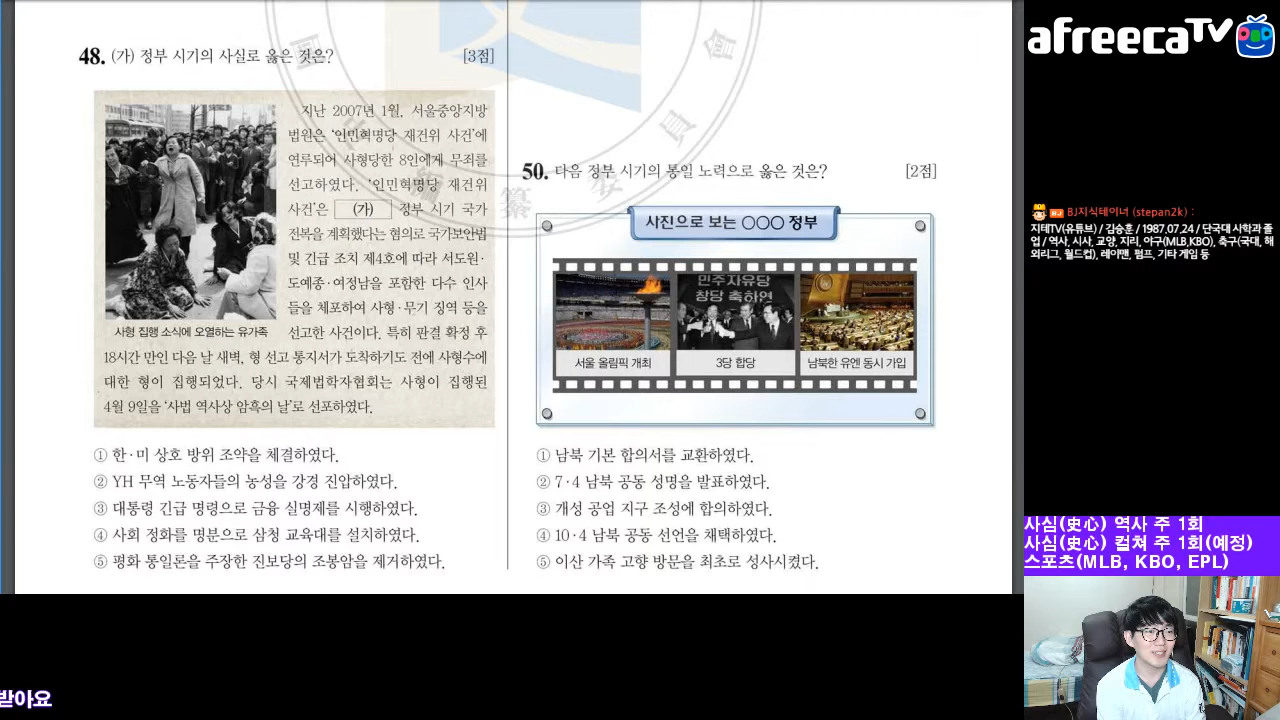 48. (가) 정부 시기의 사실로 옳은 것은? [3점]
지난 2007년 1월, 서울중앙지방
법원은 '인민혁명당 재건위 사건'에
연루되어 사형당한 8인에게 무죄를
선고하였다. '인민혁명당 재건위
사건'은 (가) 정부 시기 국가
전복을 계획했다는 혐의로 국가보안법
및 긴급 조치 제4호에 따라 서도원·
도예종·여정남을 포함한 다수 인사
들을 체포하여 사형·무기 징역 등을
선고한 사건이다. 특히 판결 확정 후
사형 집행 소식에 오열하는 유가족
18시간 만인 다음 날 새벽, 형 선고 통지서가 도착하기도 전에 사형수에
대한 형이 집행되었다. 당시 국제법학자협회는 사형이 집행된
4월 9일을 '사법 역사상 암흑의 날'로 선포하였다.
① 한·미 상호 방위 조약을 체결하였다.
② YH 무역 노동자들의 농성을 강경 진압하였다.
③ 대통령 긴급 명령으로 금융 실명제를 시행하였다.
④ 사회 정화를 명분으로 삼청 교육대를 설치하였다.
⑤ 평화 통일론을 주장한 진보당의 조봉암을 제거하였다.
50. 다음 정부 시기의 통일 노력으로 옳은 것은? [2점]
사진으로 보는 ○○○ 정부
민주자유당
창당 축하연
서울 올림픽 개최
3당 합당
남북한 유엔 동시 가입
① 남북 기본 합의서를 교환하였다.
② 7·4 남북 공동 성명을 발표하였다.
③ 개성 공업 지구 조성에 합의하였다.
④ 10·4 남북 공동 선언을 채택하였다.
⑤ 이산 가족 고향 방문을 최초로 성사시켰다.
afreecaTV
BJ BJ지식테이너 (stepan2k) :
지테TV(유튜브) / 김승훈 / 1987.07.24 / 단국대 사학과 졸
업 / 역사, 시사, 교양, 지리, 야구(MLB,KBO), 축구(국대, 해
외리그, 월드컵), 레이맨, 펌프, 기타 게임 등
사심(史心) 역사 주 1회
사심(史心) 컬쳐 주 1회(예정)
스포츠(MLB, KBO, EPL)
받아요